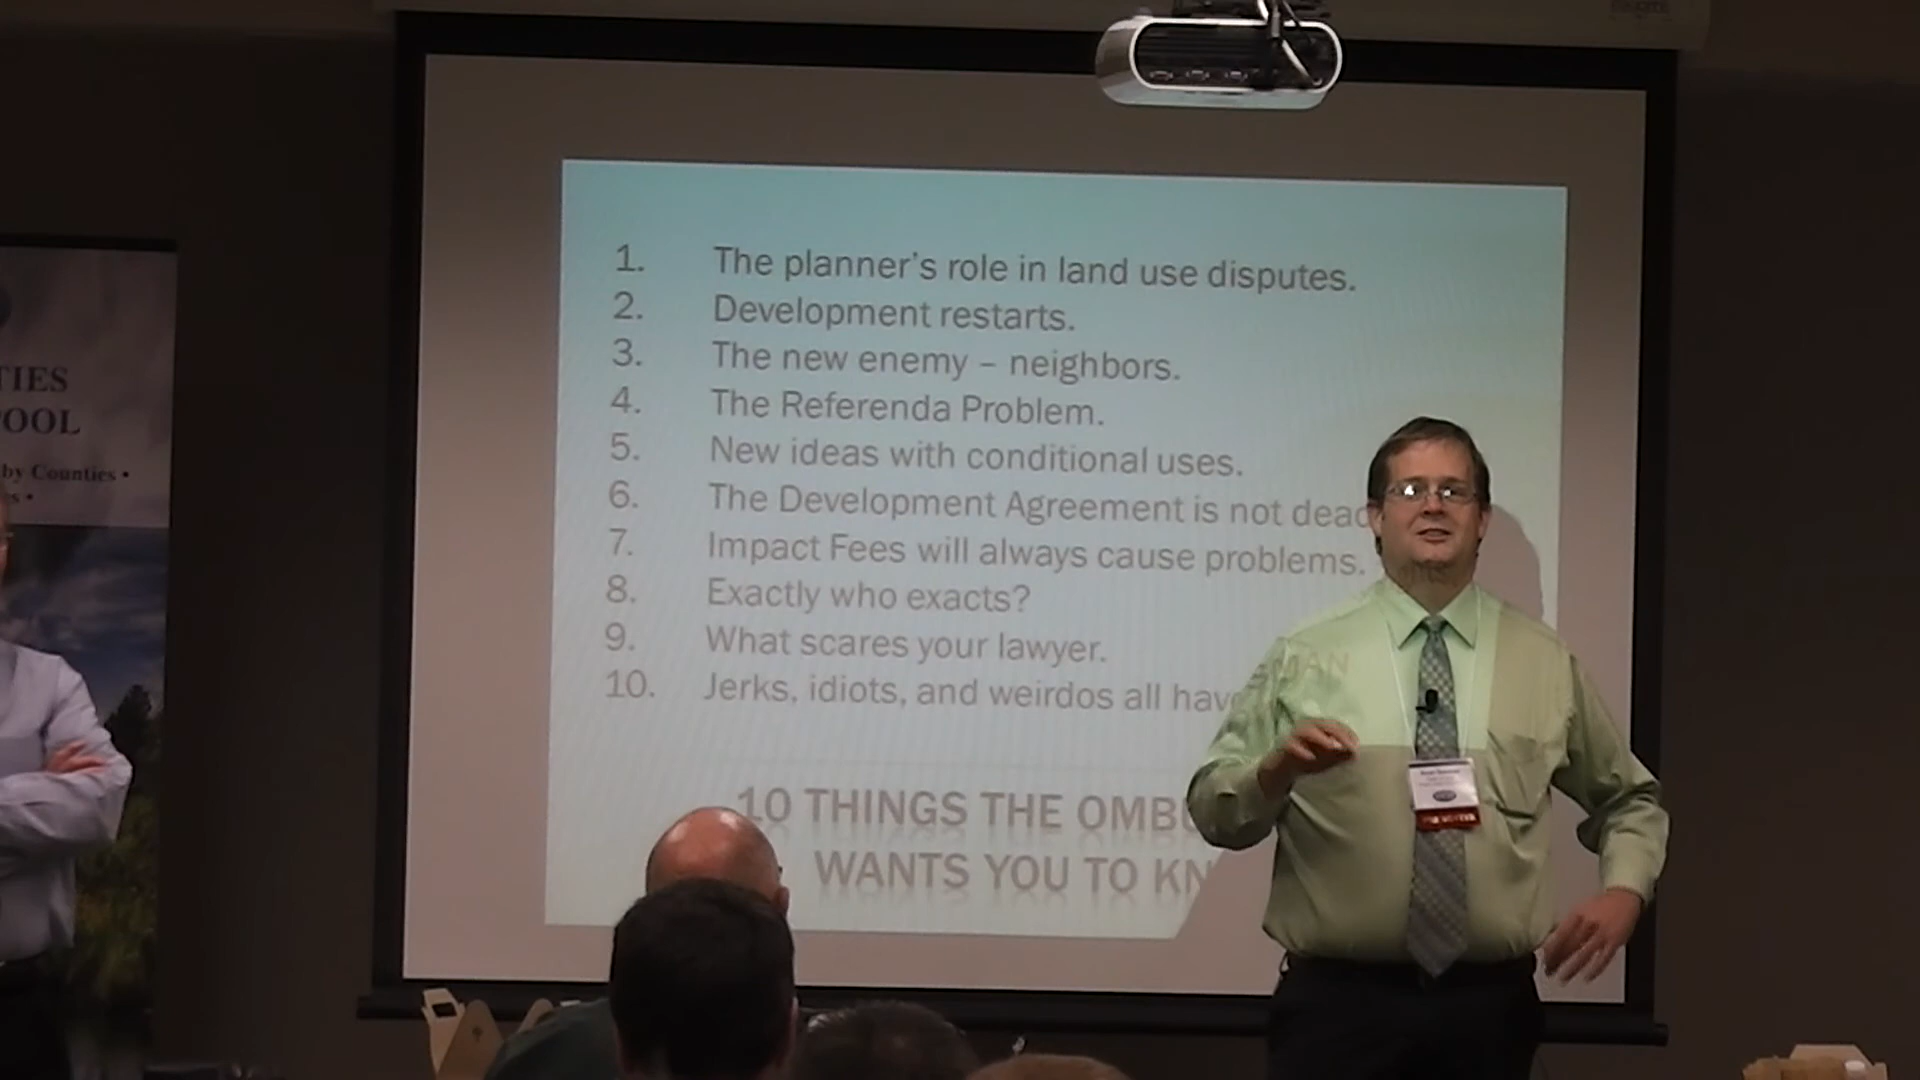 1. The planner's role in land use disputes.
2. Development restarts.
3. The new enemy – neighbors.
4. The Referenda Problem.
5. New ideas with conditional uses.
6. The Development Agreement is not dead
7. Impact Fees will always cause problems.
8. Exactly who exacts?
9. What scares your lawyer.
10. Jerks, idiots, and weirdos all have
10 THINGS THE OMBU MAN
WANTS YOU TO KN
TIES
OOL
by Counties •
s •